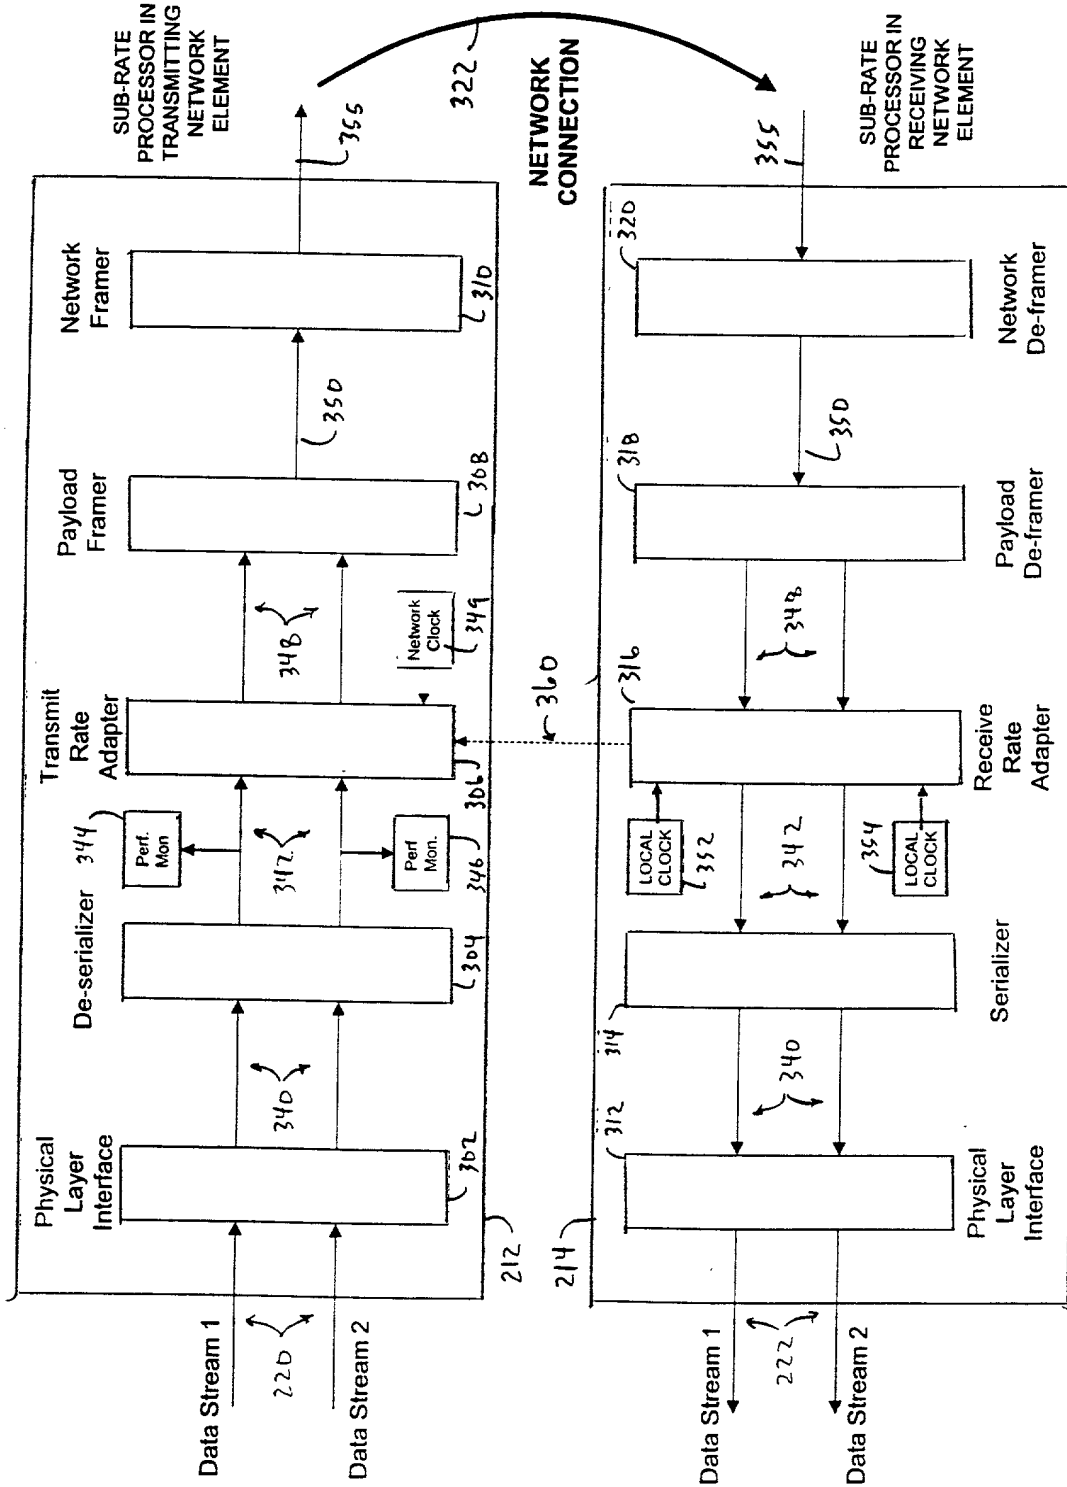 SUB-RATE
PROCESSOR IN
TRANSMITTING
NETWORK
ELEMENT
Physical
Layer
Interface
De-serializer
Transmit
Rate
Adapter
Payload
Framer
Network
Framer
344
Perf.
Mon.
Data Stream 1
220
Data Stream 2
340
342
348
350
355
Perf
Mon.
Network
Clock
302
304
346
306
349
308
310
212
322
NETWORK
CONNECTION
360
214
312
314
316
318
320
LOCAL
CLOCK
352
355
Data Stream 1
222
Data Stream 2
340
342
348
350
354
LOCAL
CLOCK
Physical
Layer
Interface
Serializer
Receive
Rate
Adapter
Payload
De-framer
Network
De-framer
SUB-RATE
PROCESSOR IN
RECEIVING
NETWORK
ELEMENT